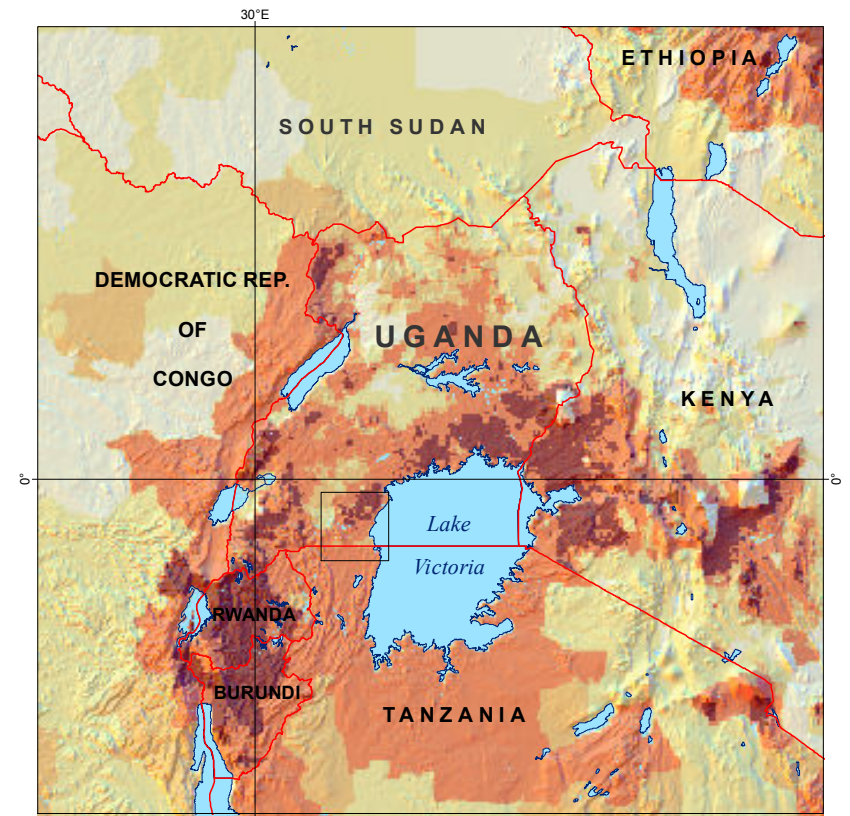 30°E
ETHIOPIA
SOUTH SUDAN
DEMOCRATIC REP.
OF
CONGO
UGANDA
KENYA
0°
0°
Lake
Victoria
RWANDA
BURUNDI
TANZANIA